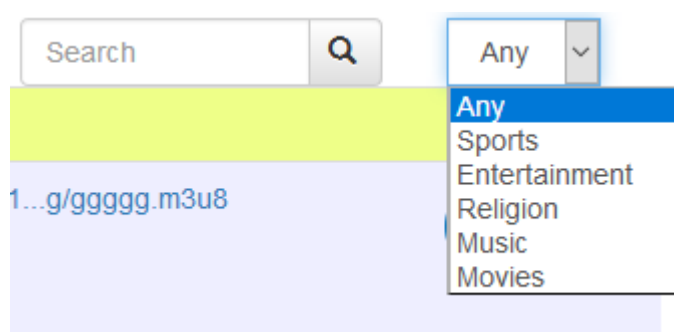 Search
Any
Any
Sports
Entertainment
1...g/ggggg.m3u8
Religion
Music
Movies